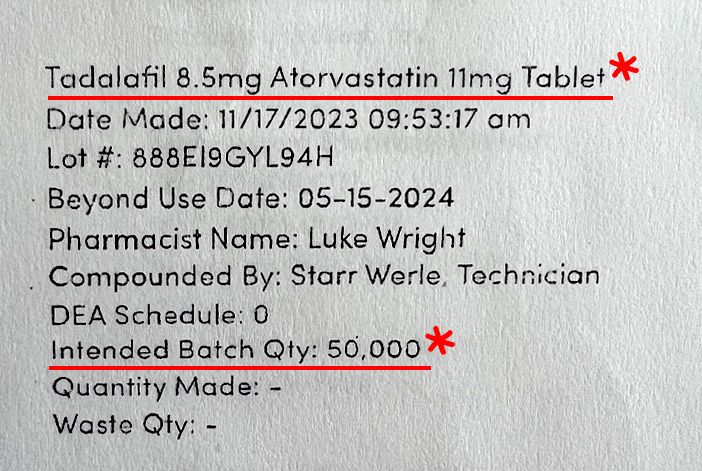 Tadalafil 8.5mg Atorvastatin 11mg Tablet*
Date Made: 11/17/2023 09:53:17 am
Lot #: 888EI9GYL94H
Beyond Use Date: 05-15-2024
Pharmacist Name: Luke Wright
Compounded By: Starr Werle, Technician
DEA Schedule: 0
Intended Batch Qty: 50,000*
Quantity Made: -
Waste Qty: -